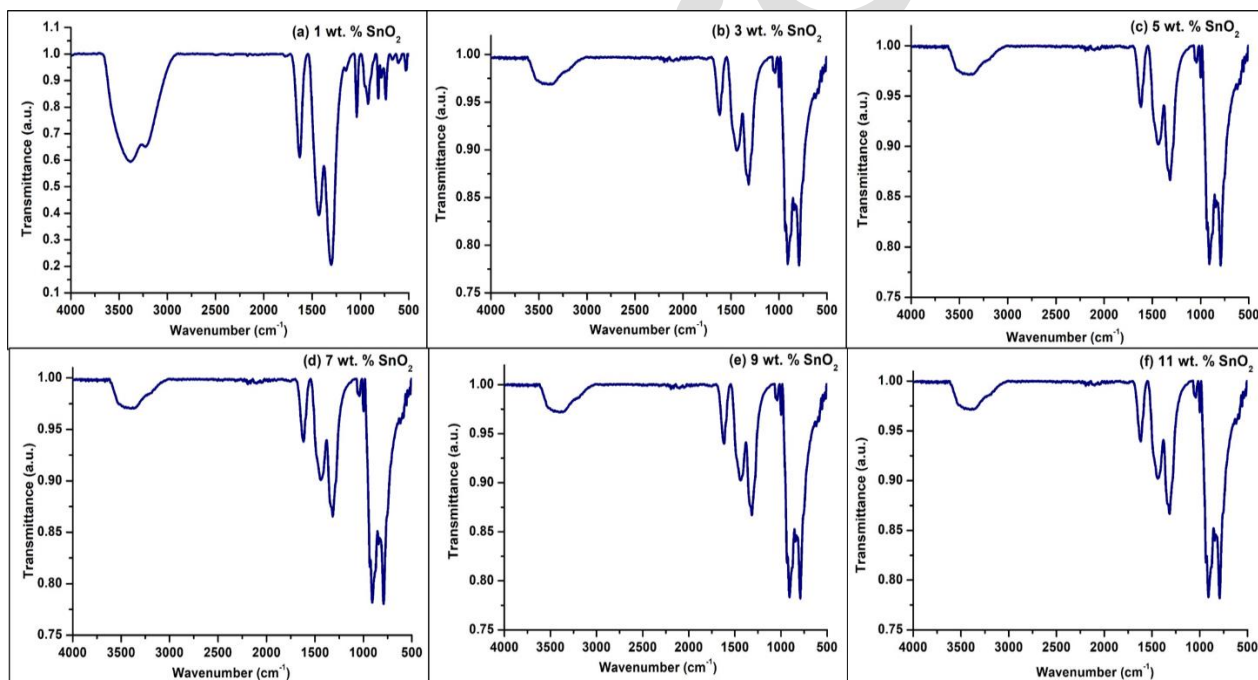 (a) 1 wt. % SnO₂
1.1
1.0
0.9
0.8
0.7
0.6
0.5
0.4
0.3
0.2
0.1
Transmittance (a.u.)
4000 3500 3000 2500 2000 1500 1000 500
Wavenumber (cm⁻¹)
(b) 3 wt. % SnO₂
1.00
0.95
0.90
0.85
0.80
0.75
Transmittance (a.u.)
4000 3500 3000 2500 2000 1500 1000 500
Wavenumber (cm⁻¹)
(c) 5 wt. % SnO₂
1.00
0.95
0.90
0.85
0.80
0.75
Transmittance (a.u.)
4000 3500 3000 2500 2000 1500 1000 500
Wavenumber (cm⁻¹)
(d) 7 wt. % SnO₂
1.00
0.95
0.90
0.85
0.80
0.75
Transmittance (a.u.)
4000 3500 3000 2500 2000 1500 1000 500
Wavenumber (cm⁻¹)
(e) 9 wt. % SnO₂
1.00
0.95
0.90
0.85
0.80
0.75
Transmittance (a.u.)
4000 3500 3000 2500 2000 1500 1000 500
Wavenumber (cm⁻¹)
(f) 11 wt. % SnO₂
1.00
0.95
0.90
0.85
0.80
0.75
Transmittance (a.u.)
4000 3500 3000 2500 2000 1500 1000 500
Wavenumber (cm⁻¹)